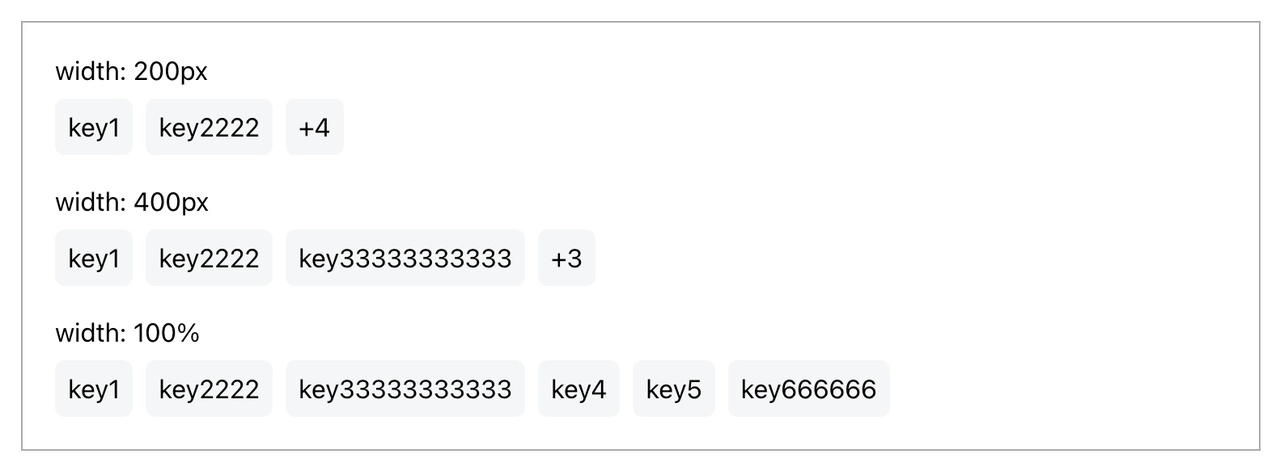 width: 200px
key1 key2222 +4
width: 400px
key1 key2222 key33333333333 +3
width: 100%
key1 key2222 key33333333333 key4 key5 key666666